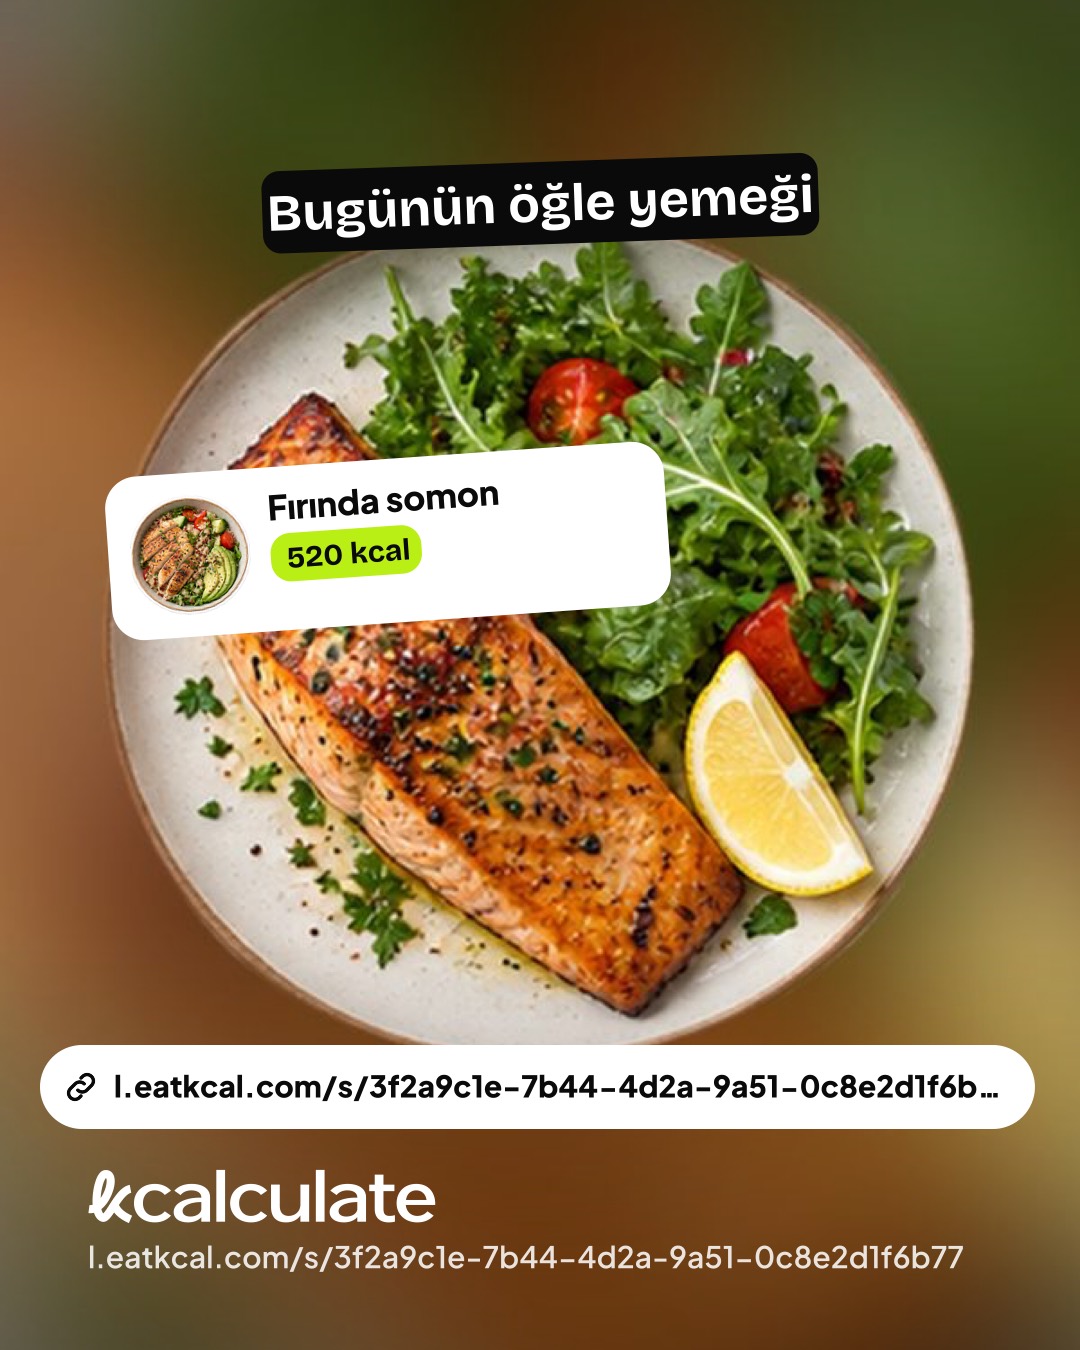 Bugünün öğle yemeği
Fırında somon
520 kcal
l.eatkcal.com/s/3f2a9c1e-7b44-4d2a-9a51-0c8e2d1f6b…
kcalculate
l.eatkcal.com/s/3f2a9c1e-7b44-4d2a-9a51-0c8e2d1f6b77